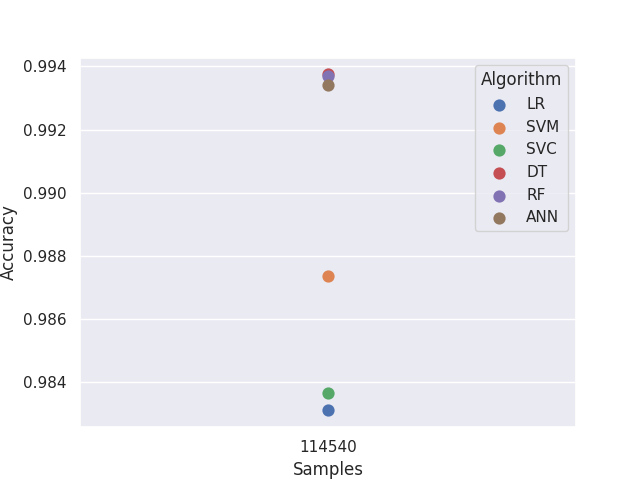 0.994
0.992
0.990
0.988
0.986
0.984
Accuracy
114540
Samples
Algorithm
LR
SVM
SVC
DT
RF
ANN